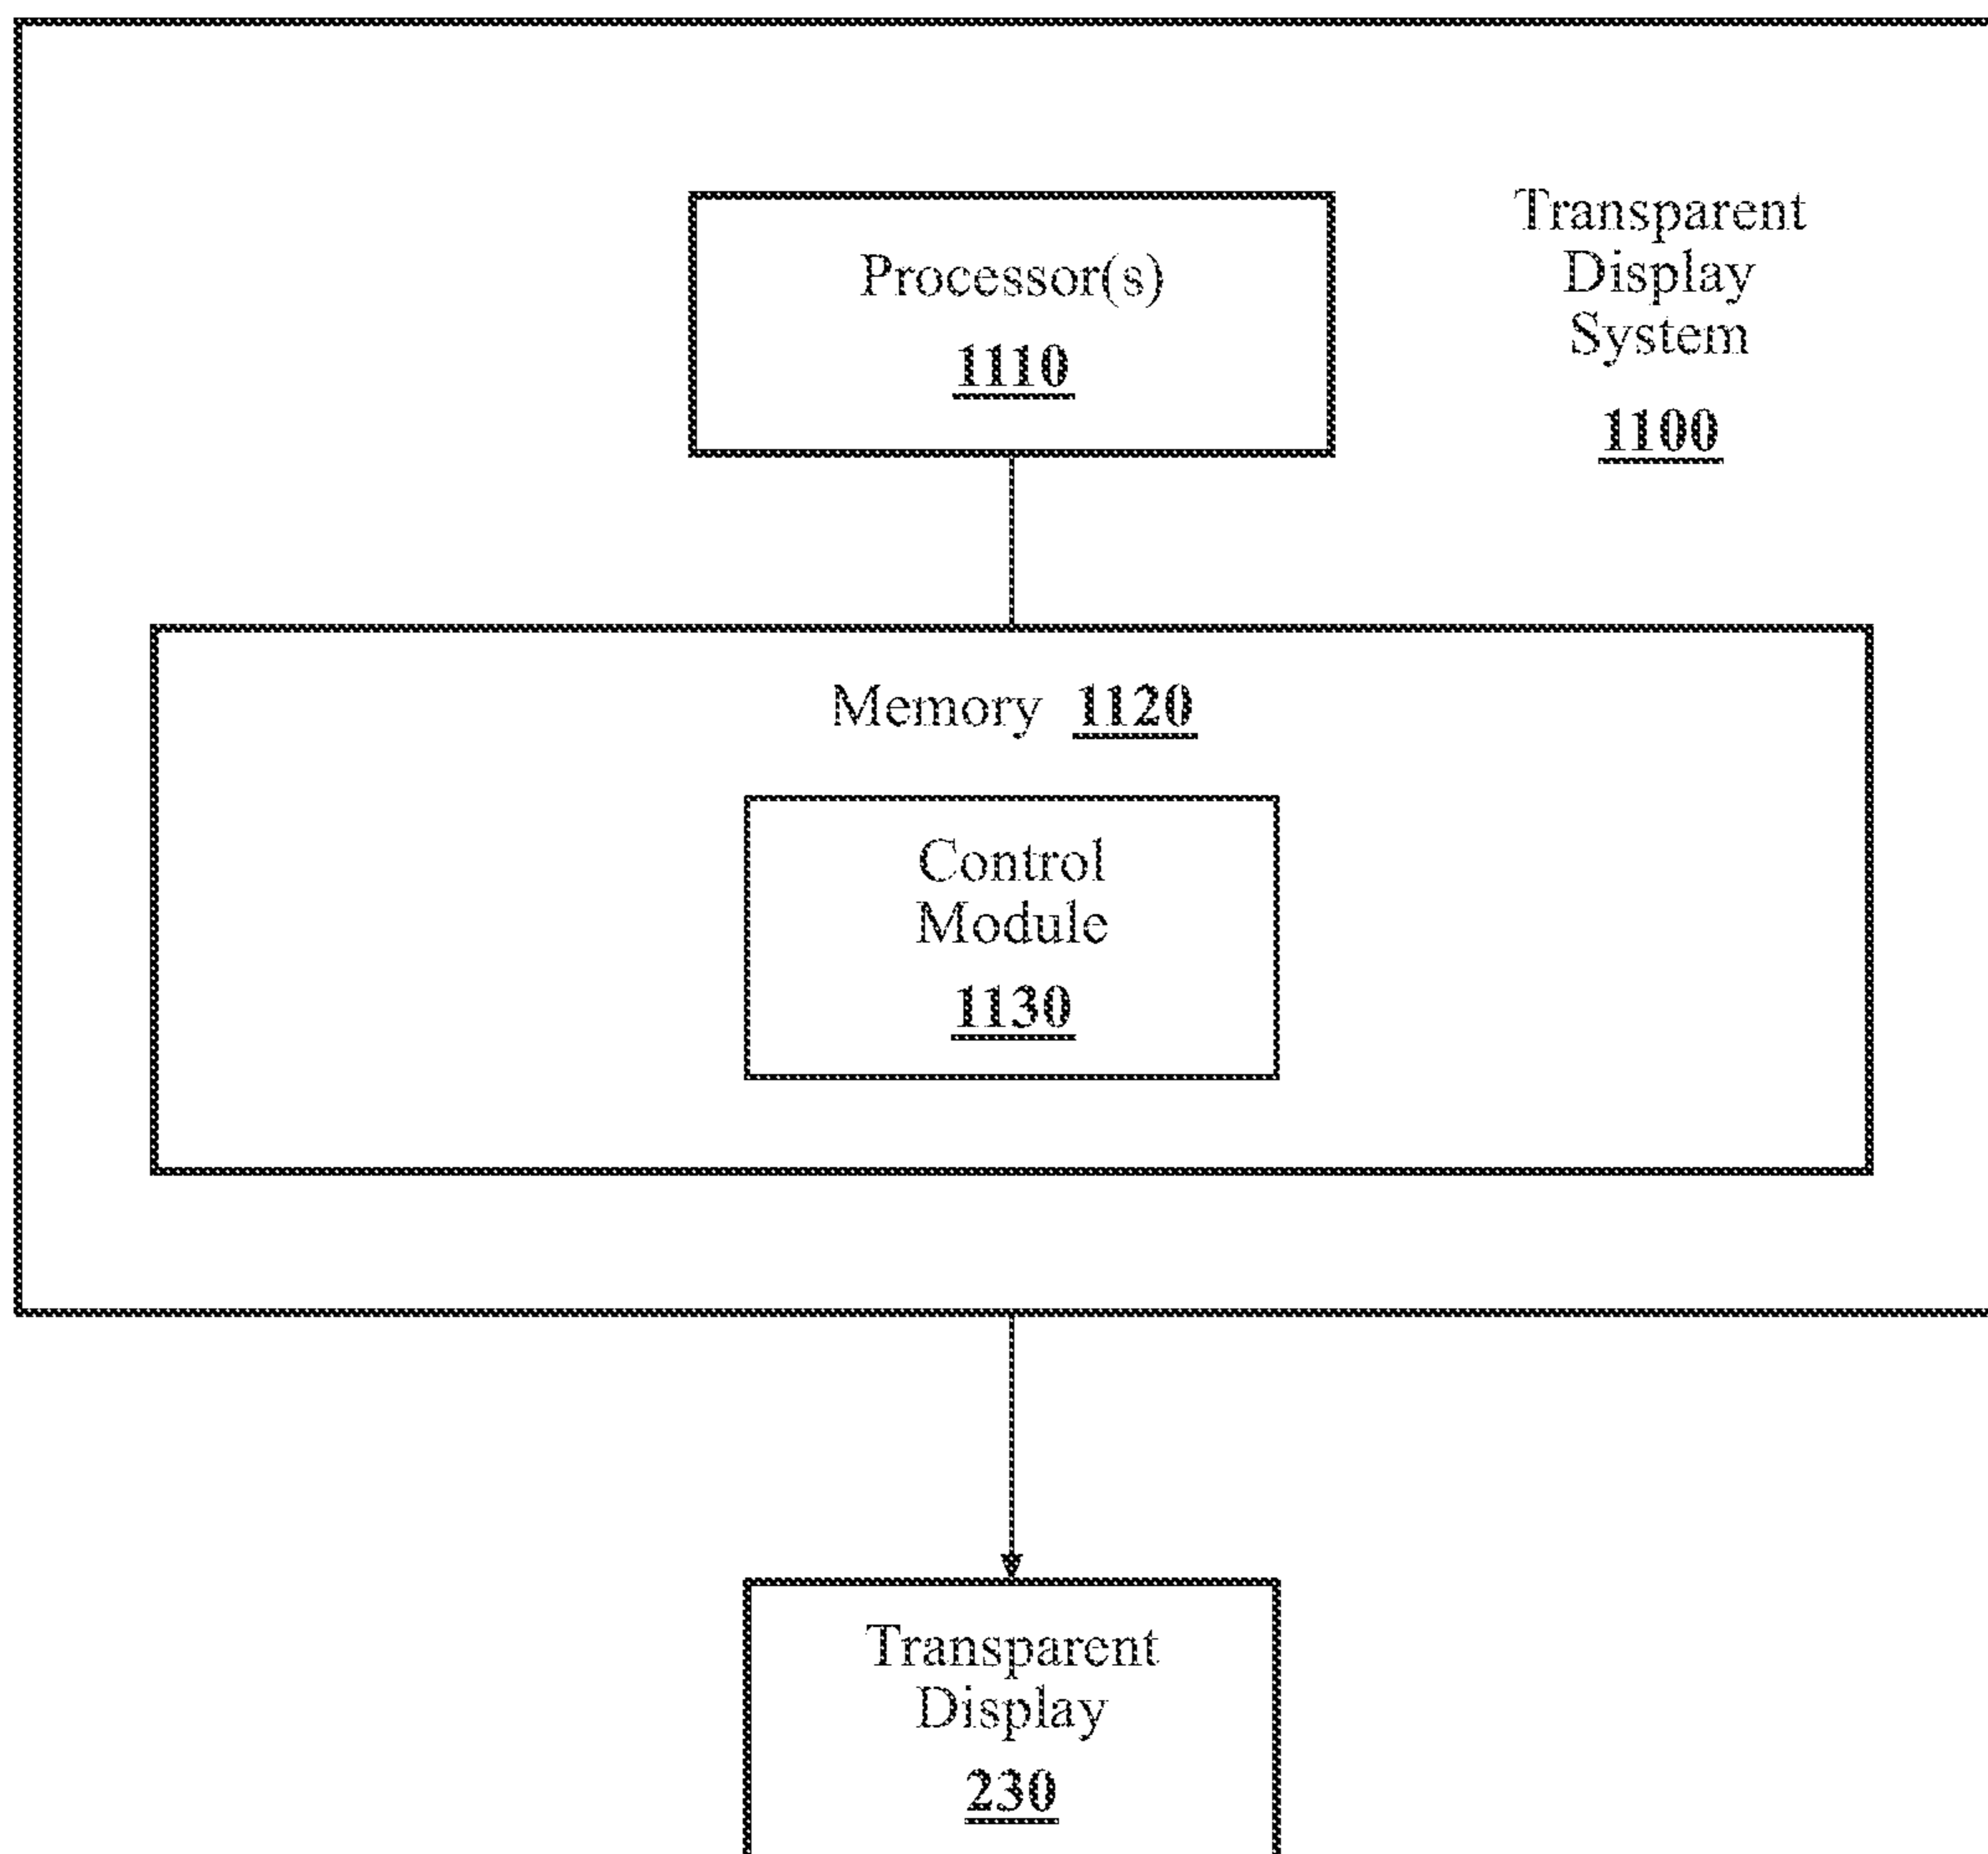 Processor(s)
1110
Transparent
Display
System
1100
Memory 1120
Control
Module
1130
Transparent
Display
230